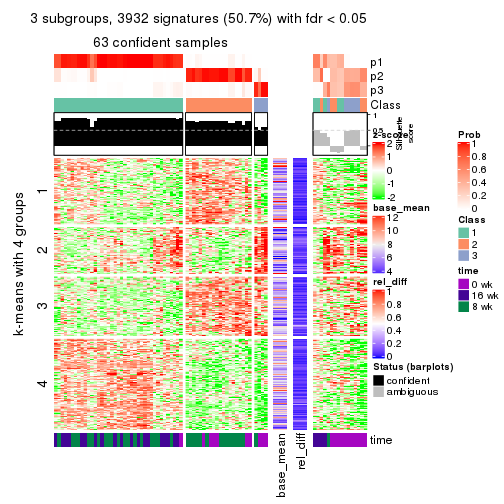 3 subgroups, 3932 signatures (50.7%) with fdr < 0.05
63 confident samples
p1
p2
p3
Class
1
0.5
Silhouette
score
k-means with 4 groups
1
2
3
4
time
base_mean
rel_diff
z-score
2
1
0
-1
-2
base_mean
12
10
8
6
4
rel_diff
1
0.8
0.6
0.4
0.2
0
Status (barplots)
confident
ambiguous
Prob
1
0.8
0.6
0.4
0.2
0
Class
1
2
3
time
0 wk
16 wk
8 wk